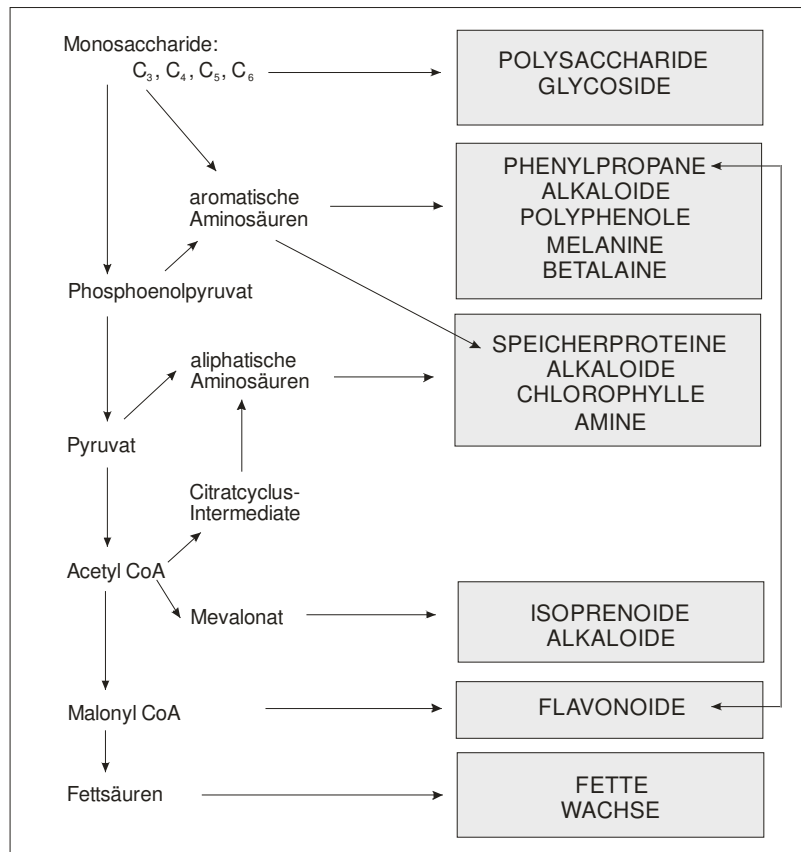 Monosaccharide:
C₃, C₄, C₅, C₆
POLYSACCHARIDE
GLYCOSIDE
aromatische
Aminosäuren
PHENYLPROPANE
ALKALOIDE
POLYPHENOLE
MELANINE
BETALAINE
Phosphoenolpyruvat
aliphatische
Aminosäuren
SPEICHERPROTEINE
ALKALOIDE
CHLOROPHYLLE
AMINE
Pyruvat
Citratcyclus-
Intermediate
Acetyl CoA
Mevalonat
ISOPRENOIDE
ALKALOIDE
Malonyl CoA
FLAVONOIDE
Fettsäuren
FETTE
WACHSE